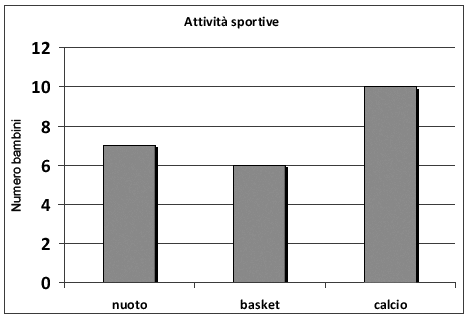 Attività sportive
Numero bambini
12
10
8
6
4
2
0
nuoto basket calcio